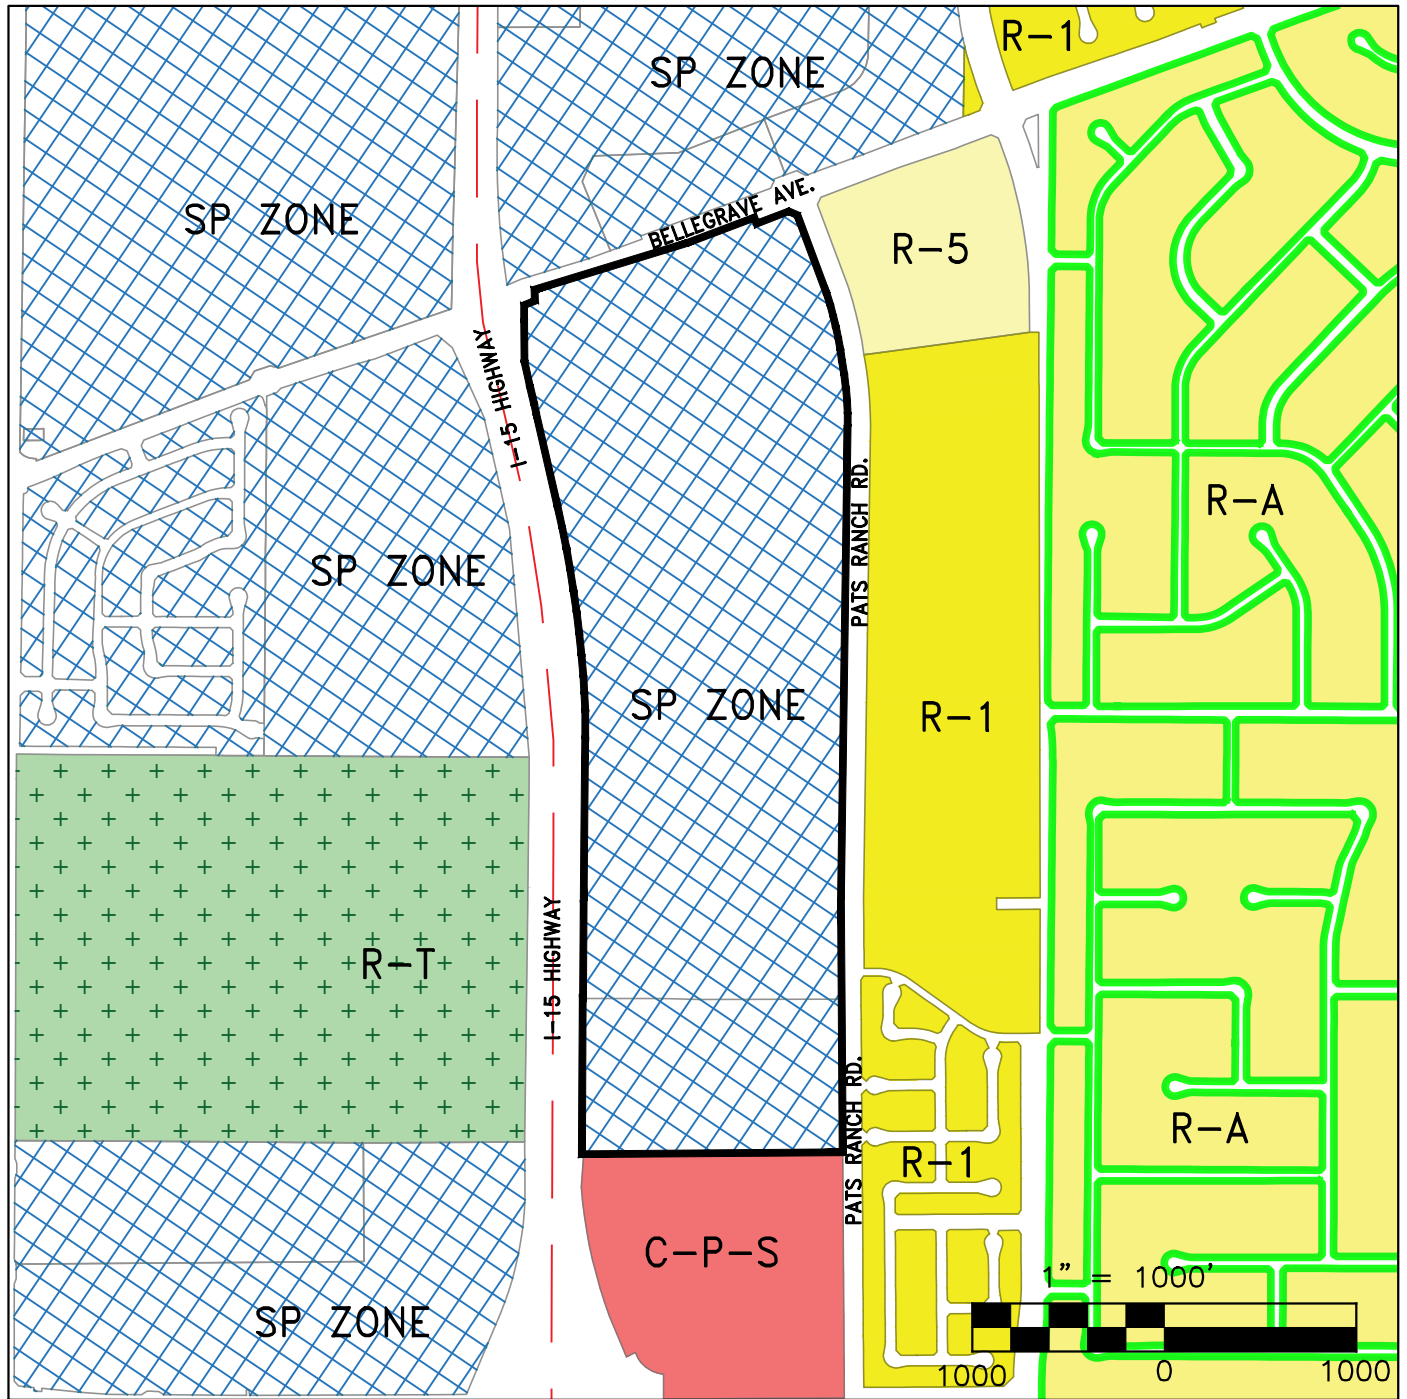 R-1
SP ZONE
SP ZONE
BELLEGRAVE AVE.
R-5
I-15 HIGHWAY
PATS RANCH RD.
R-A
SP ZONE
SP ZONE
R-1
R-T
I-15 HIGHWAY
PATS RANCH RD.
R-A
R-1
C-P-S
SP ZONE
1" = 1000'
1000 0 1000